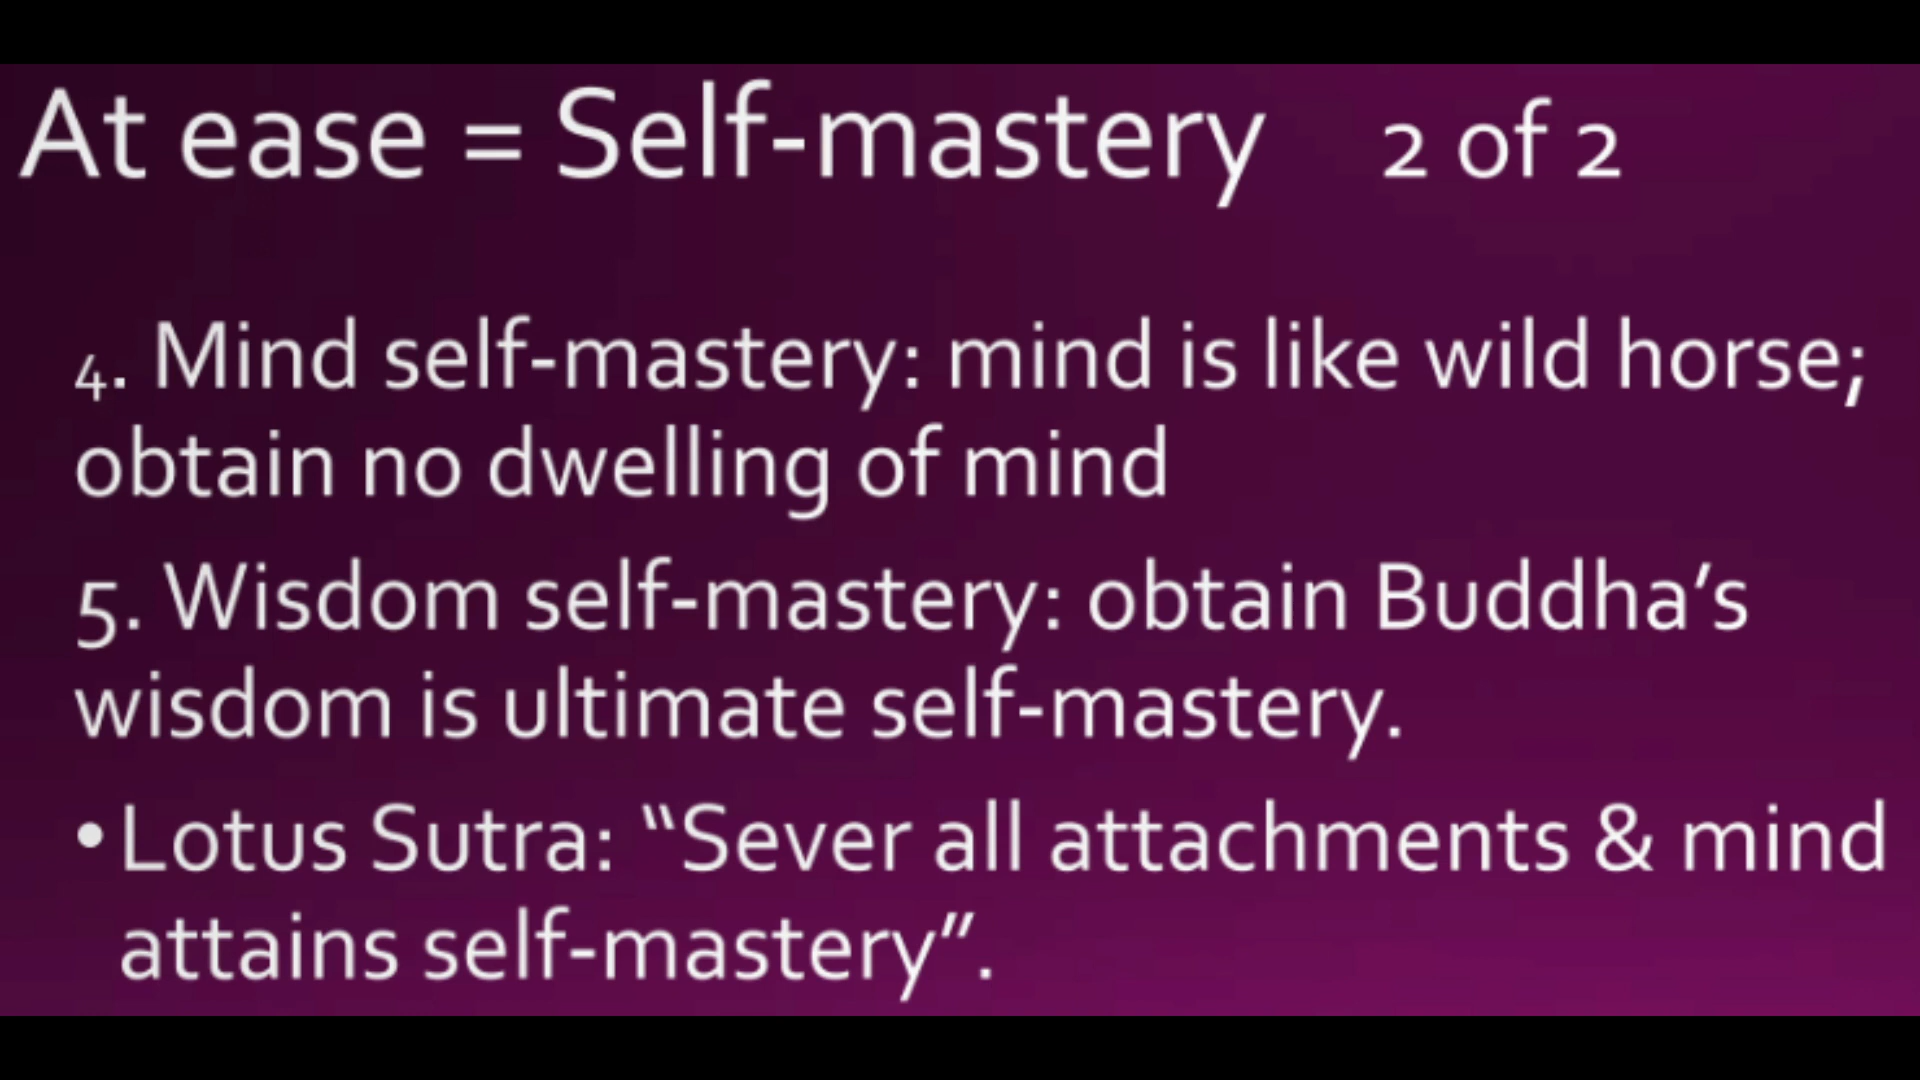 At ease = Self-mastery 2 of 2
4. Mind self-mastery: mind is like wild horse;
obtain no dwelling of mind
5. Wisdom self-mastery: obtain Buddha’s
wisdom is ultimate self-mastery.
•Lotus Sutra: “Sever all attachments & mind
attains self-mastery”.